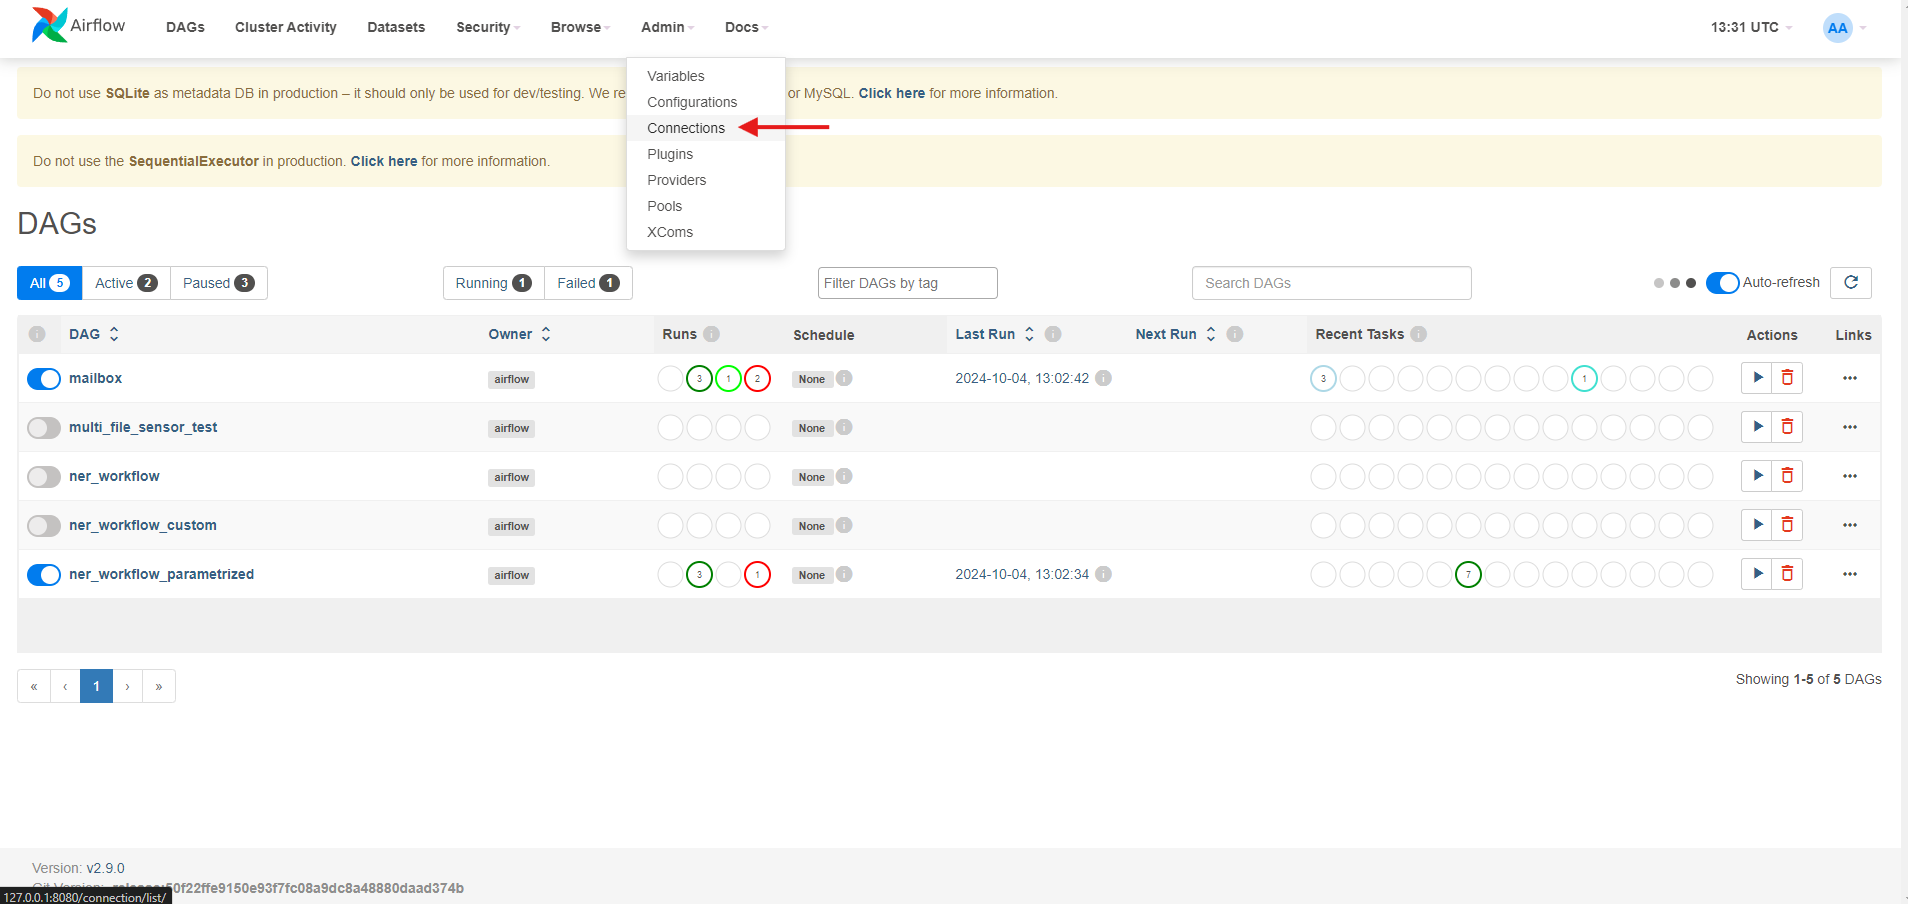 Airflow DAGs Cluster Activity Datasets Security Browse Admin Docs 13:31 UTC AA
Variables
Configurations
Connections
Plugins
Providers
Pools
XComs
Do not use SQLite as metadata DB in production – it should only be used for dev/testing. We re or MySQL. Click here for more information.
Do not use the SequentialExecutor in production. Click here for more information.
DAGs
All 5 Active 2 Paused 3 Running 1 Failed 1 Filter DAGs by tag Search DAGs Auto-refresh
DAG Owner Runs Schedule Last Run Next Run Recent Tasks Actions Links
mailbox airflow 3 1 2 None 2024-10-04, 13:02:42 3 1
multi_file_sensor_test airflow None
ner_workflow airflow None
ner_workflow_custom airflow None
ner_workflow_parametrized airflow 3 1 None 2024-10-04, 13:02:34 7
« ‹ 1 › »
Showing 1-5 of 5 DAGs
Version: v2.9.0
50f22ffe9150e93f7fc08a9dc8a48880daad374b
127.0.0.1:8080/connection/list/